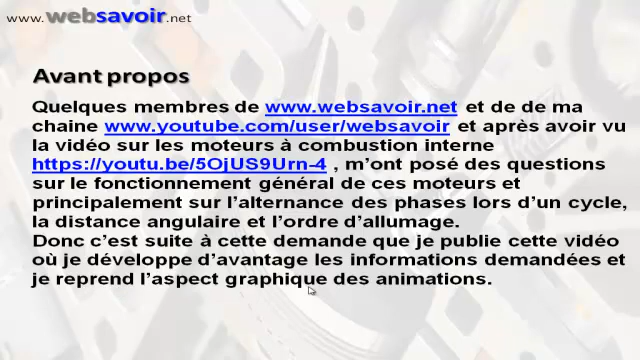 www.websavoir.net
Avant propos
Quelques membres de www.websavoir.net et de de ma
chaine www.youtube.com/user/websavoir et après avoir vu
la vidéo sur les moteurs à combustion interne
https://youtu.be/5OjUS9Urn-4 , m'ont posé des questions
sur le fonctionnement général de ces moteurs et
principalement sur l'alternance des phases lors d'un cycle,
la distance angulaire et l'ordre d'allumage.
Donc c'est suite à cette demande que je publie cette vidéo
où je développe d'avantage les informations demandées et
je reprend l'aspect graphique des animations.